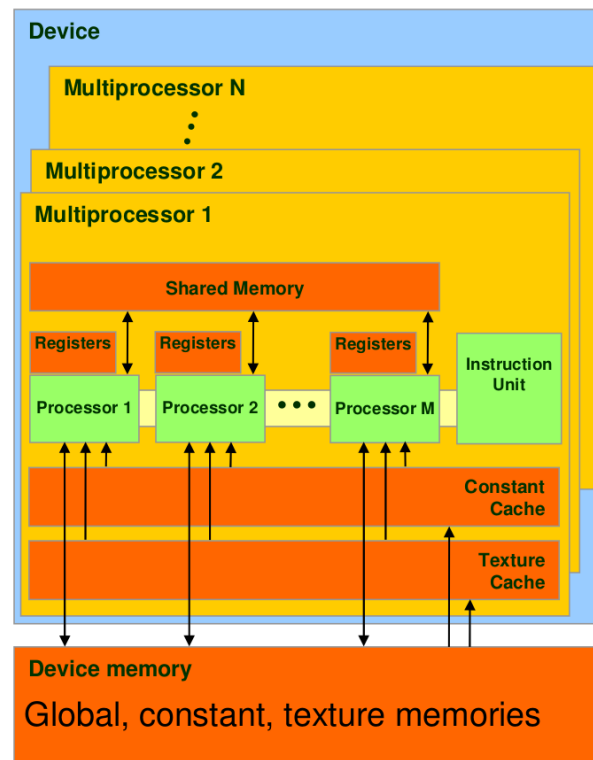 Device
Multiprocessor N
Multiprocessor 2
Multiprocessor 1
Shared Memory
Registers
Registers
Registers
Instruction
Unit
Processor 1
Processor 2
Processor M
Constant
Cache
Texture
Cache
Device memory
Global, constant, texture memories